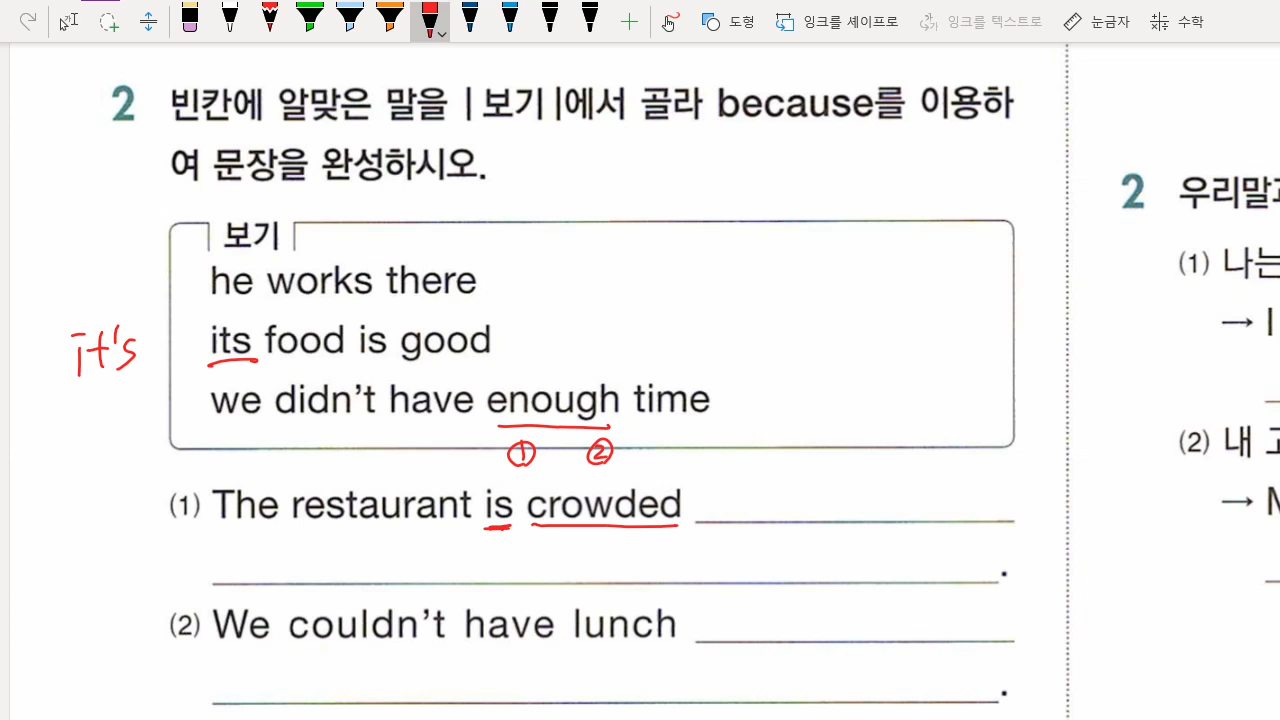 도형
잉크를 셰이프로
잉크를 텍스트로
눈금자
수학
2 빈칸에 알맞은 말을 |보기|에서 골라 because를 이용하
여 문장을 완성하시오.
보기
he works there
it's
its food is good
we didn't have enough time
① ②
(1) The restaurant is crowded
.
(2) We couldn't have lunch
.
2 우리말
(1) 나는
→ I
(2) 내
→